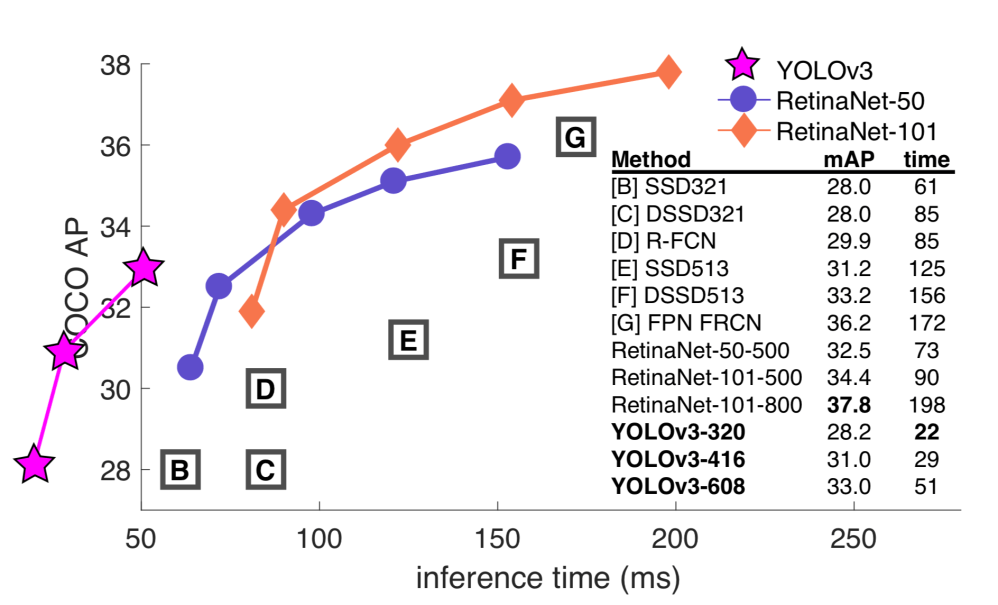 38
36
34
32
30
28
COCO AP
50
100
150
200
250
inference time (ms)
B
C
D
E
F
G
YOLOv3
RetinaNet-50
RetinaNet-101
Method mAP time
[B] SSD321 28.0 61
[C] DSSD321 28.0 85
[D] R-FCN 29.9 85
[E] SSD513 31.2 125
[F] DSSD513 33.2 156
[G] FPN FRCN 36.2 172
RetinaNet-50-500 32.5 73
RetinaNet-101-500 34.4 90
RetinaNet-101-800 37.8 198
YOLOv3-320 28.2 22
YOLOv3-416 31.0 29
YOLOv3-608 33.0 51